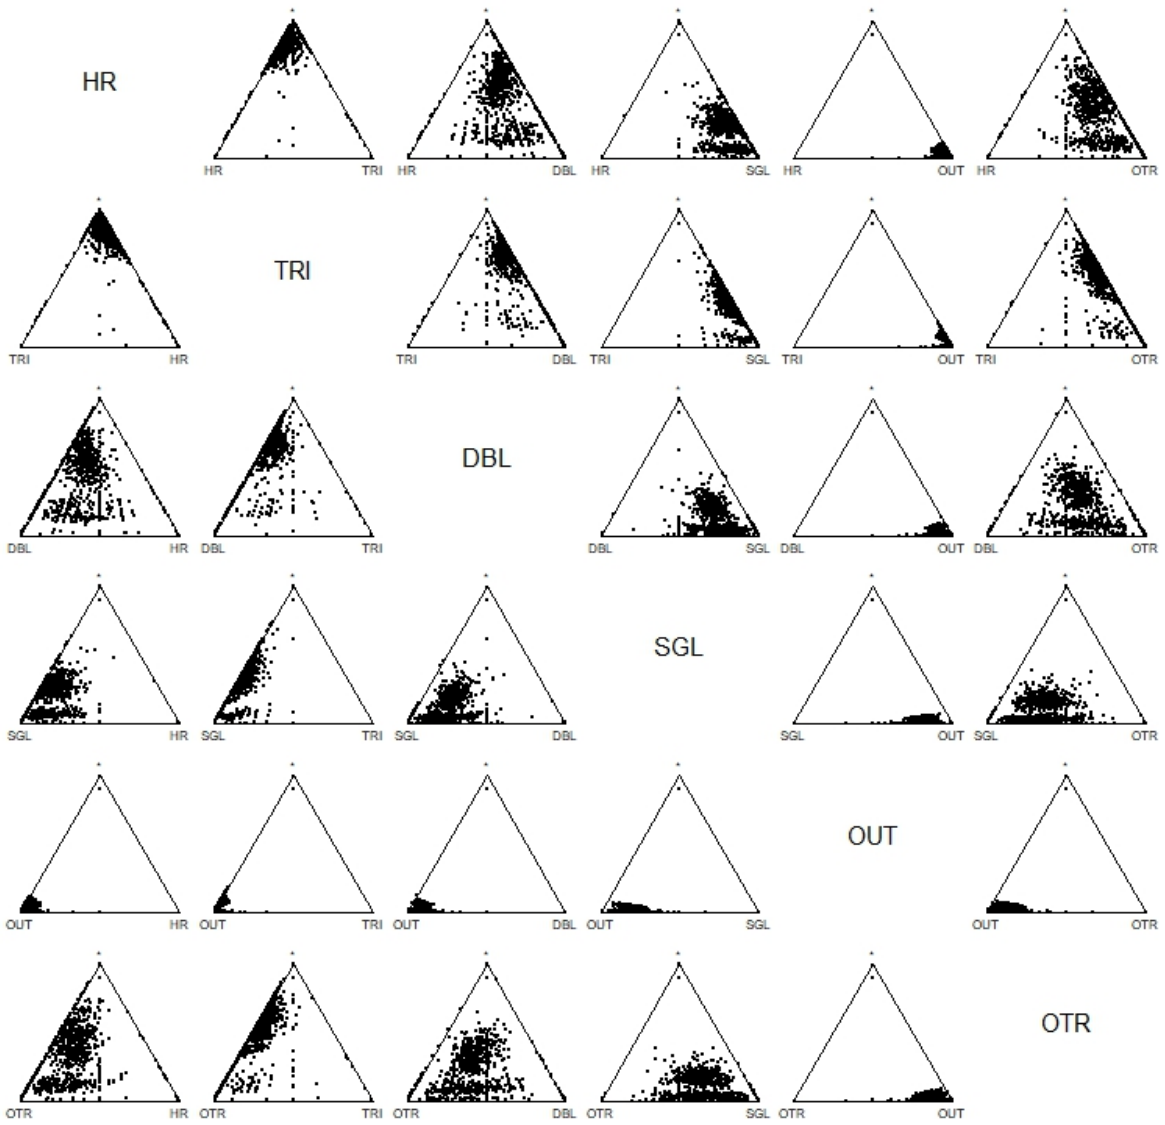 * * * * *
HR
HR TRI HR DBL HR SGL HR OUT HR OTR
* * * * *
TRI
TRI HR TRI DBL TRI SGL TRI OUT TRI OTR
* * * * *
DBL
DBL HR DBL TRI DBL SGL DBL OUT DBL OTR
* * * * *
SGL
SGL HR SGL TRI SGL DBL SGL OUT SGL OTR
* * * * *
OUT
OUT HR OUT TRI OUT DBL OUT SGL OUT OTR
* * * * *
OTR
OTR HR OTR TRI OTR DBL OTR SGL OTR OUT